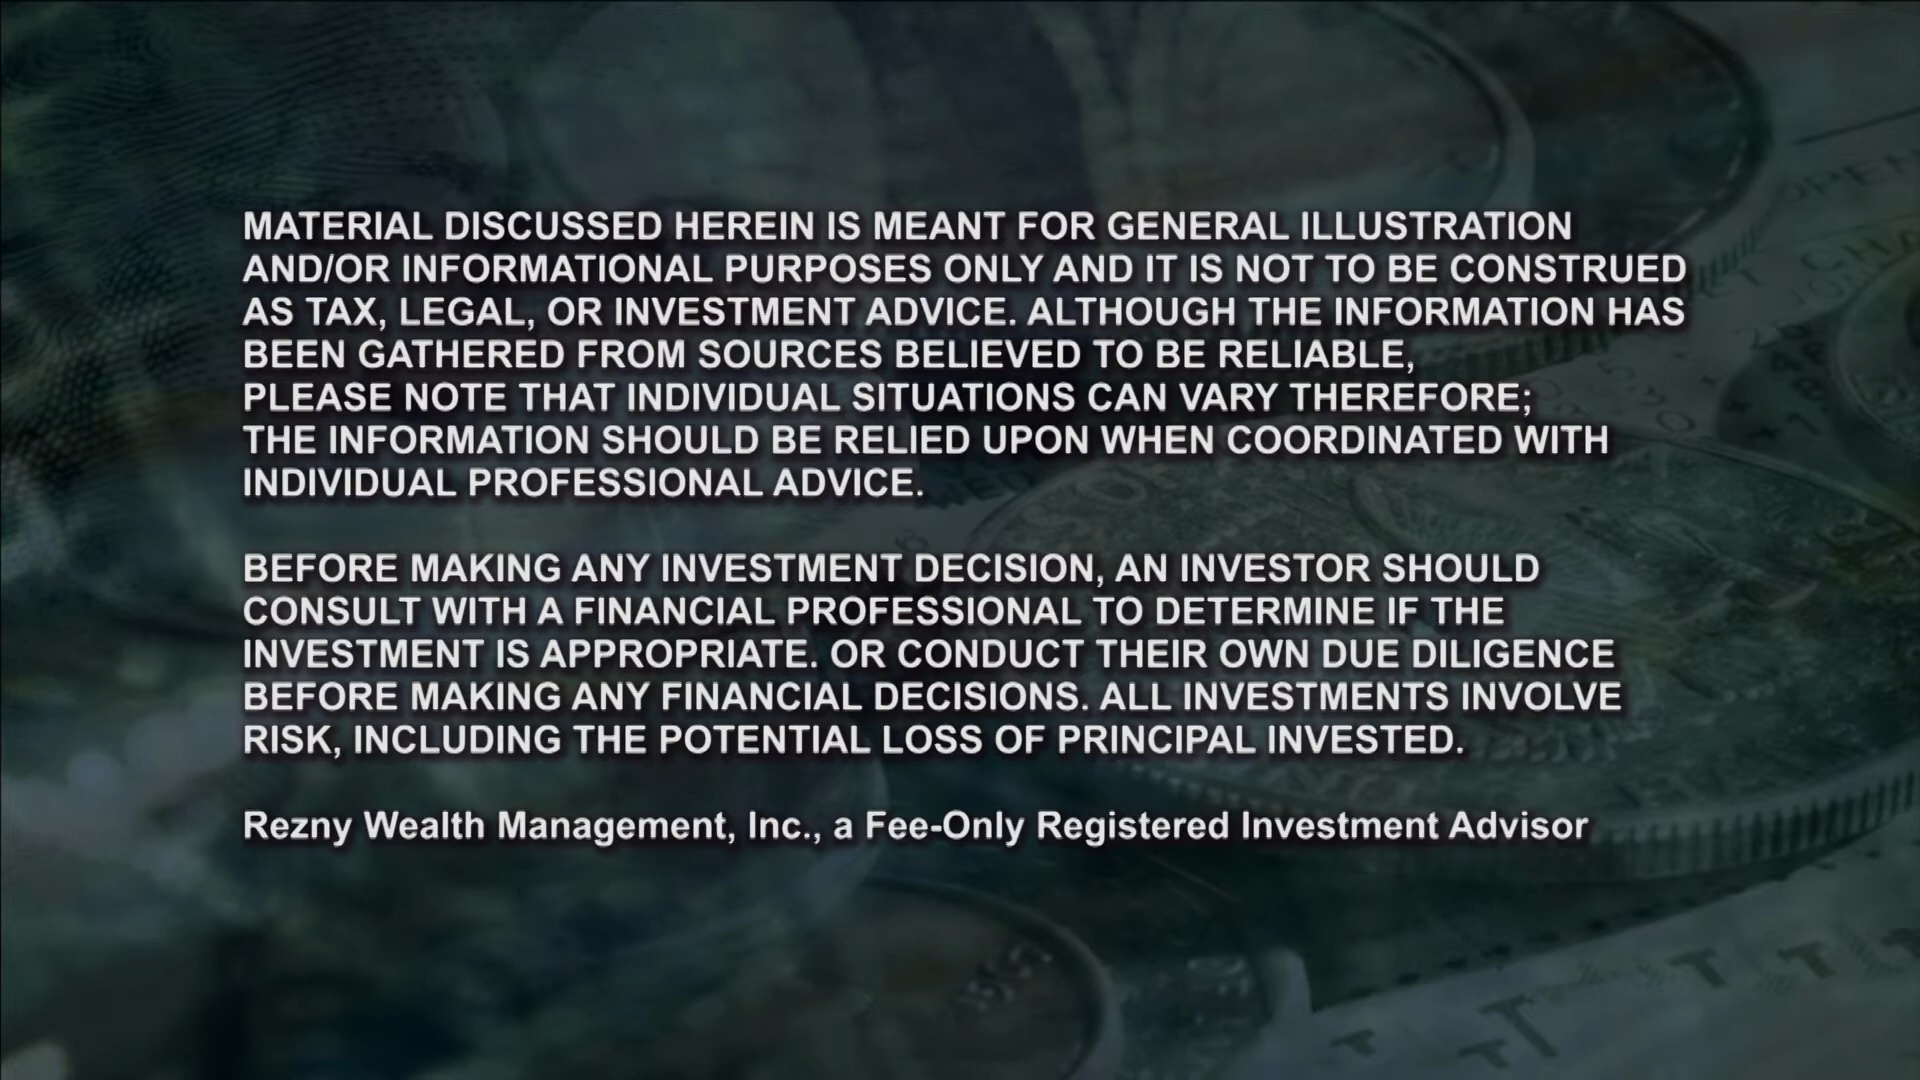 MATERIAL DISCUSSED HEREIN IS MEANT FOR GENERAL ILLUSTRATION
AND/OR INFORMATIONAL PURPOSES ONLY AND IT IS NOT TO BE CONSTRUED
AS TAX, LEGAL, OR INVESTMENT ADVICE. ALTHOUGH THE INFORMATION HAS
BEEN GATHERED FROM SOURCES BELIEVED TO BE RELIABLE,
PLEASE NOTE THAT INDIVIDUAL SITUATIONS CAN VARY THEREFORE;
THE INFORMATION SHOULD BE RELIED UPON WHEN COORDINATED WITH
INDIVIDUAL PROFESSIONAL ADVICE.
BEFORE MAKING ANY INVESTMENT DECISION, AN INVESTOR SHOULD
CONSULT WITH A FINANCIAL PROFESSIONAL TO DETERMINE IF THE
INVESTMENT IS APPROPRIATE. OR CONDUCT THEIR OWN DUE DILIGENCE
BEFORE MAKING ANY FINANCIAL DECISIONS. ALL INVESTMENTS INVOLVE
RISK, INCLUDING THE POTENTIAL LOSS OF PRINCIPAL INVESTED.
Rezny Wealth Management, Inc., a Fee-Only Registered Investment Advisor